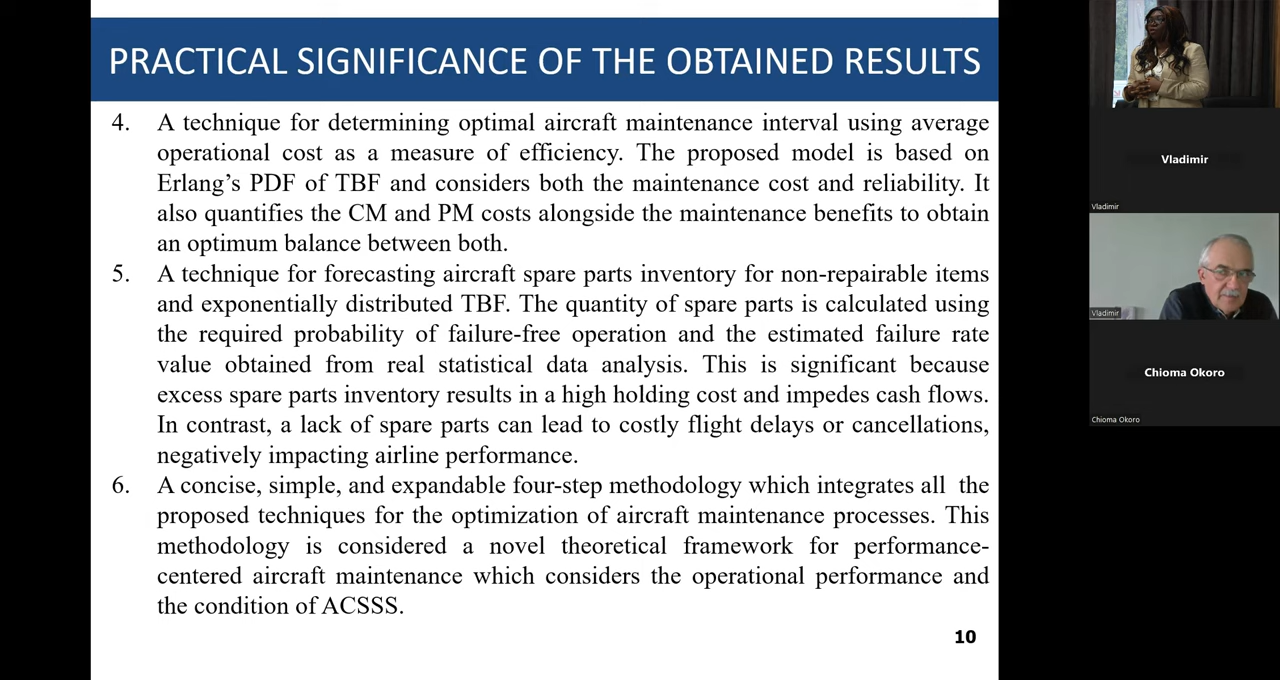 PRACTICAL SIGNIFICANCE OF THE OBTAINED RESULTS
4. A technique for determining optimal aircraft maintenance interval using average
operational cost as a measure of efficiency. The proposed model is based on
Erlang’s PDF of TBF and considers both the maintenance cost and reliability. It
also quantifies the CM and PM costs alongside the maintenance benefits to obtain
an optimum balance between both.
5. A technique for forecasting aircraft spare parts inventory for non-repairable items
and exponentially distributed TBF. The quantity of spare parts is calculated using
the required probability of failure-free operation and the estimated failure rate
value obtained from real statistical data analysis. This is significant because
excess spare parts inventory results in a high holding cost and impedes cash flows.
In contrast, a lack of spare parts can lead to costly flight delays or cancellations,
negatively impacting airline performance.
6. A concise, simple, and expandable four-step methodology which integrates all the
proposed techniques for the optimization of aircraft maintenance processes. This
methodology is considered a novel theoretical framework for performance-
centered aircraft maintenance which considers the operational performance and
the condition of ACSSS.
10
Vladimir
Vladimir
Vladimir
Chioma Okoro
Chioma Okoro